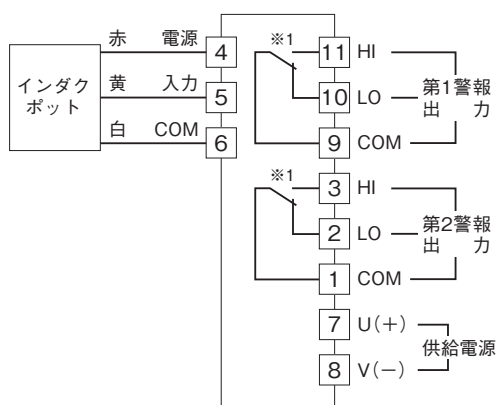 インダク
ポット
赤 電源 4
黄 入力 5
白 COM 6
※1
11 HI
10 LO
9 COM
第1警報
出 力
※1
3 HI
2 LO
1 COM
第2警報
出 力
7 U(+)
8 V(−)
供給電源